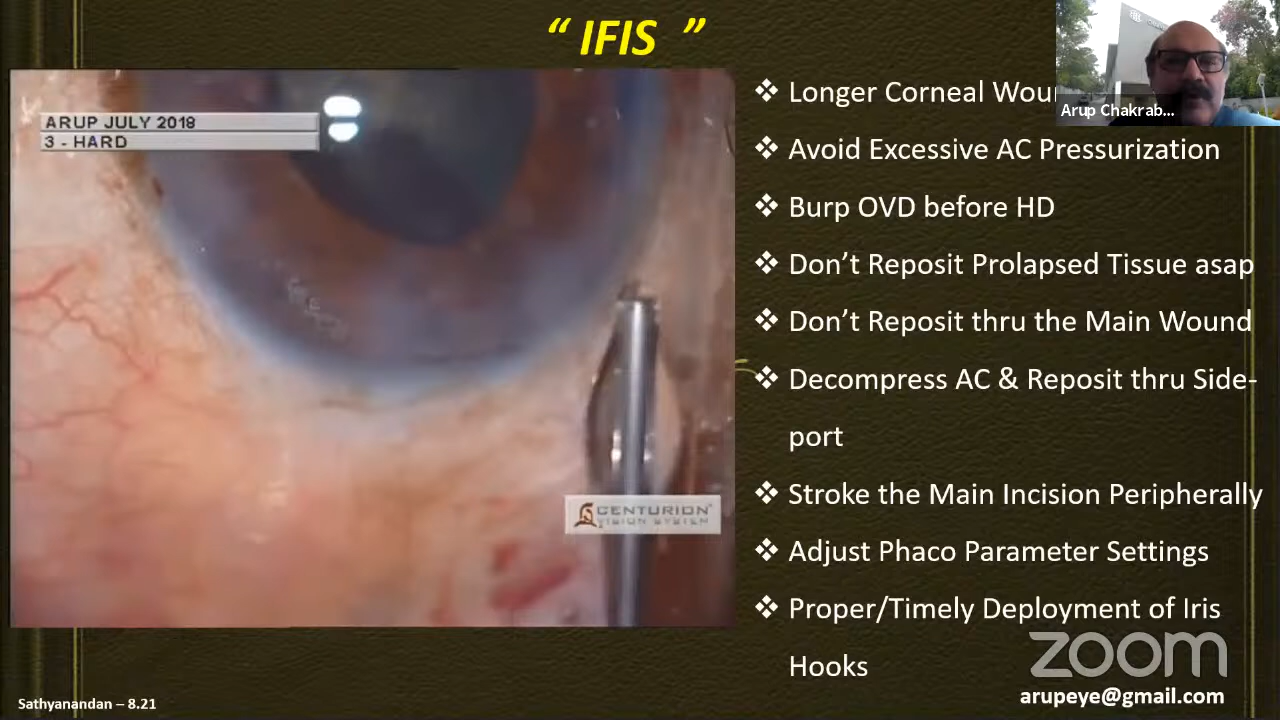 “ IFIS ”
ARUP JULY 2018
3 - HARD
Arup Chakrab...
❖ Longer Corneal
❖ Avoid Excessive AC Pressurization
❖ Burp OVD before HD
❖ Don’t Reposit Prolapsed Tissue asap
❖ Don’t Reposit thru the Main Wound
❖ Decompress AC & Reposit thru Side-
port
❖ Stroke the Main Incision Peripherally
❖ Adjust Phaco Parameter Settings
❖ Proper/Timely Deployment of Iris
Hooks
CENTURION
VISION SYSTEM
zoom
Sathyanandan – 8.21
arupeye@gmail.com